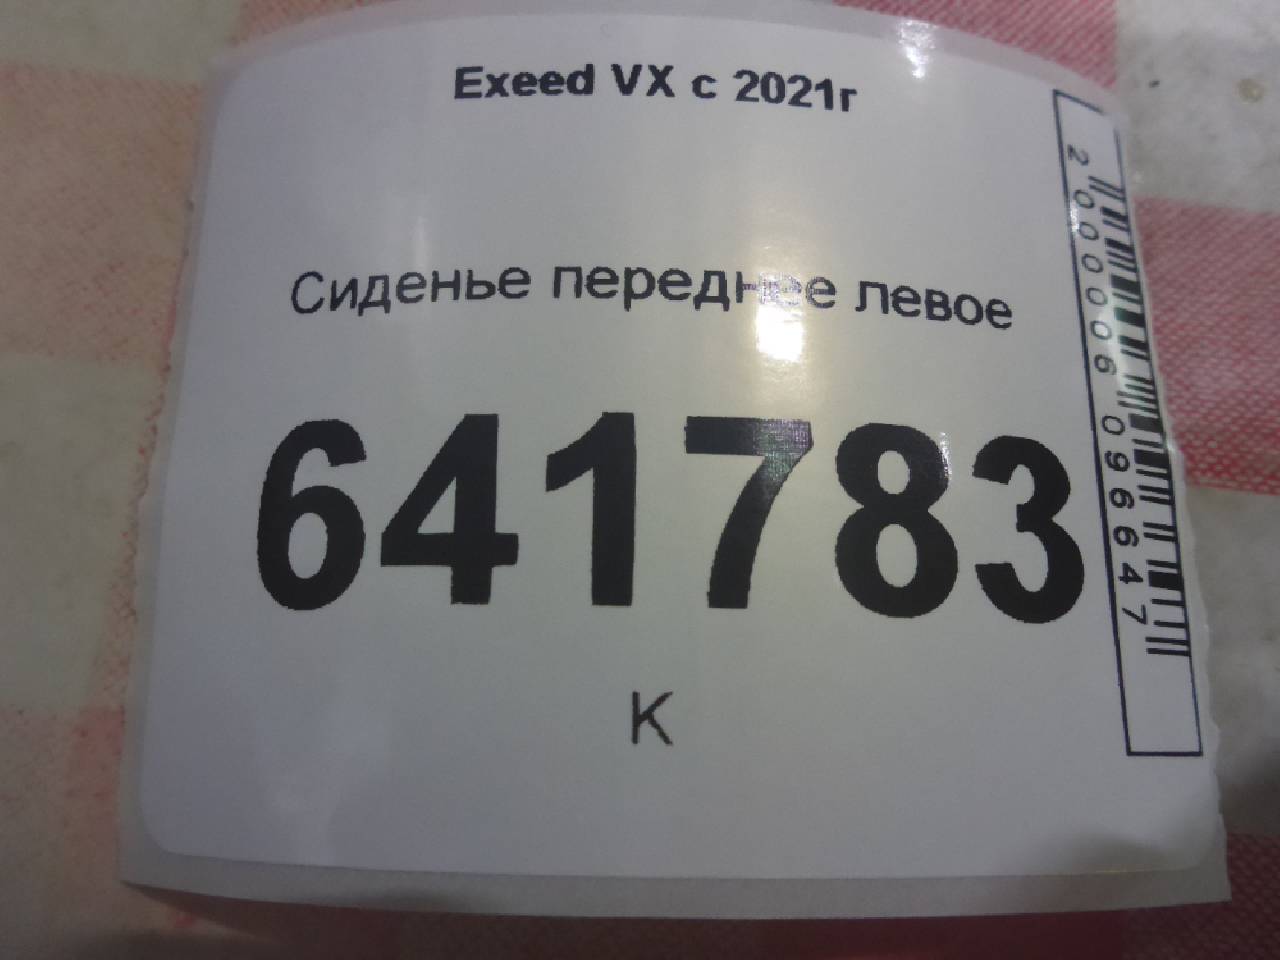 Exeed VX с 2021г
Сиденье переднее левое
641783
К
2000006096647